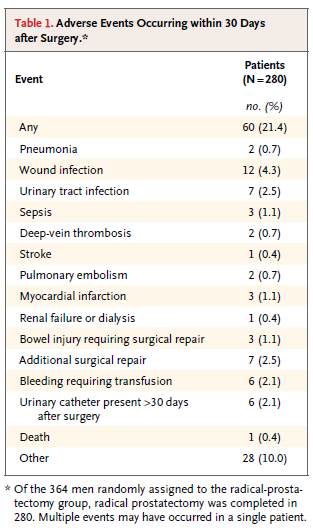 Table 1. Adverse Events Occurring within 30 Days
after Surgery.*
Event
Patients
(N=280)
no. (%)
Any 60 (21.4)
Pneumonia 2 (0.7)
Wound infection 12 (4.3)
Urinary tract infection 7 (2.5)
Sepsis 3 (1.1)
Deep-vein thrombosis 2 (0.7)
Stroke 1 (0.4)
Pulmonary embolism 2 (0.7)
Myocardial infarction 3 (1.1)
Renal failure or dialysis 1 (0.4)
Bowel injury requiring surgical repair 3 (1.1)
Additional surgical repair 7 (2.5)
Bleeding requiring transfusion 6 (2.1)
Urinary catheter present >30 days 6 (2.1)
after surgery
Death 1 (0.4)
Other 28 (10.0)
* Of the 364 men randomly assigned to the radical-prosta-
tectomy group, radical prostatectomy was completed in
280. Multiple events may have occurred in a single patient.